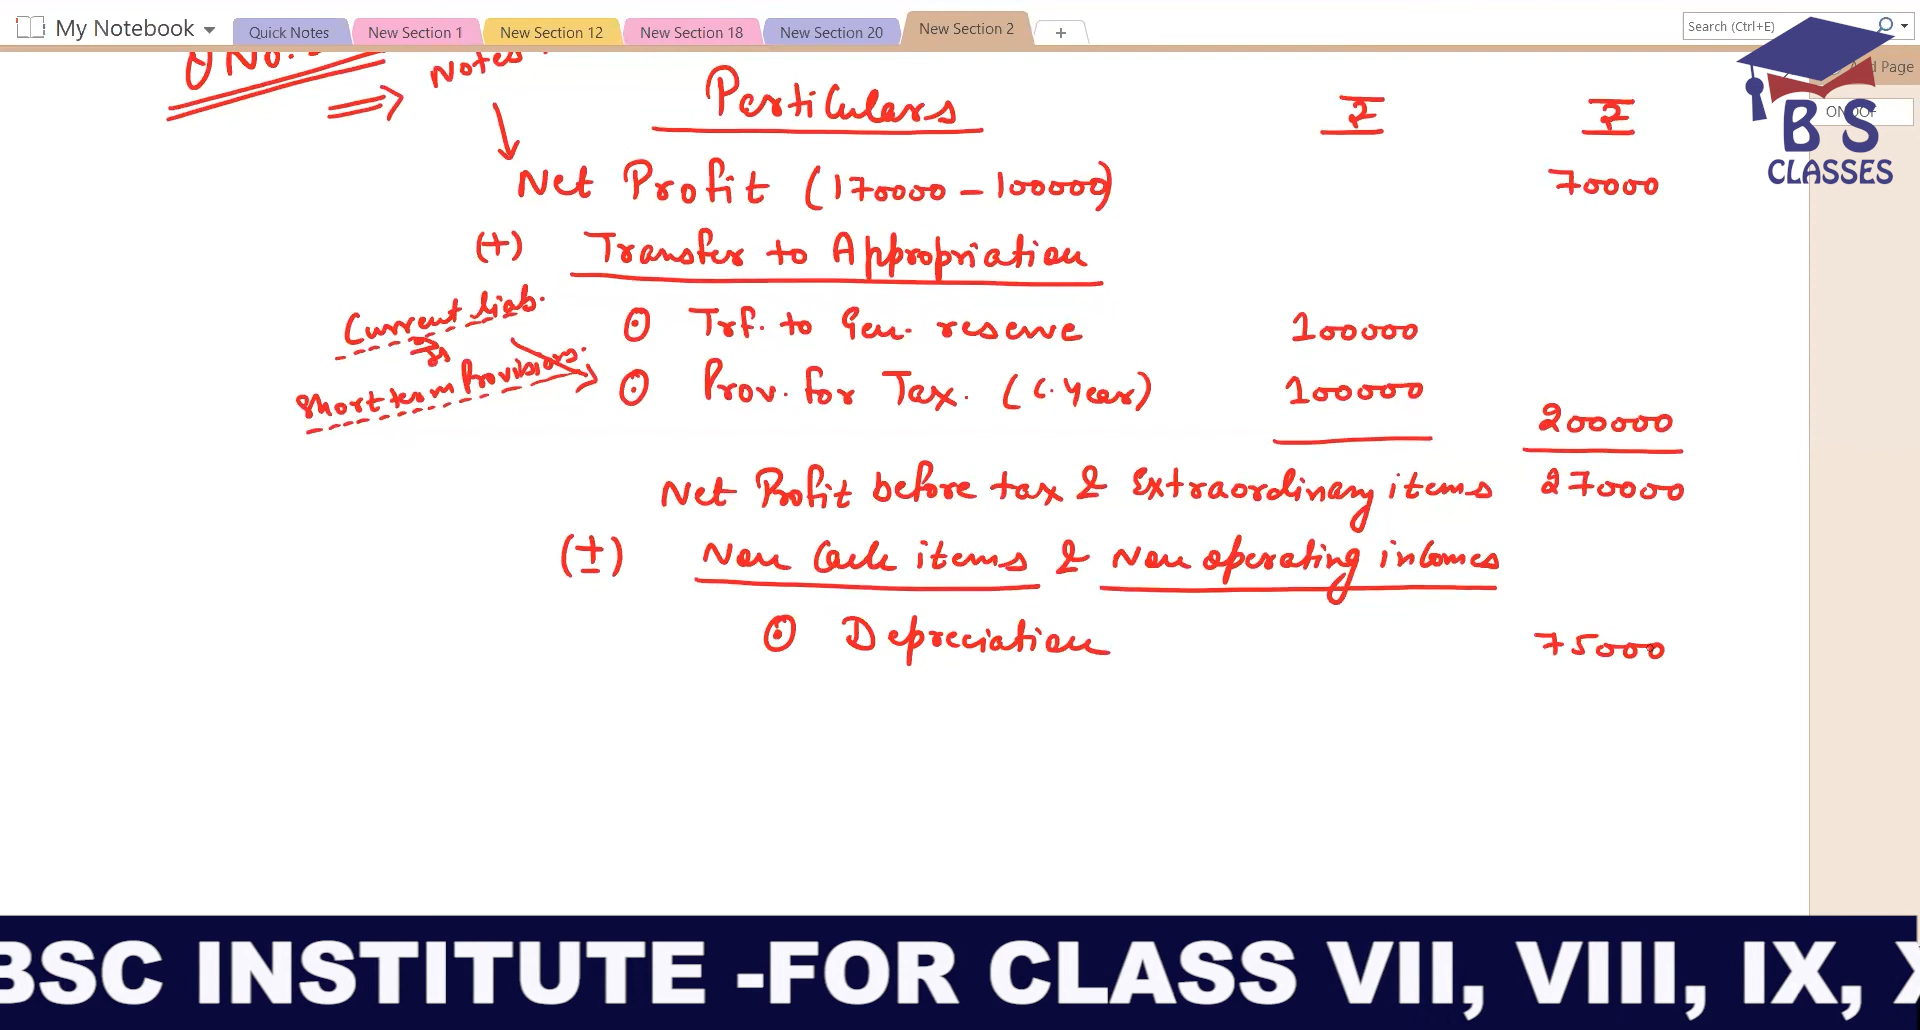 My Notebook
Quick Notes
New Section 1
New Section 12
New Section 18
New Section 20
New Section 2
+
Search (Ctrl+E)
d Page
BS
CLASSES
Notes
Particulars ₹ ₹
Net Profit (170000 - 100000) 70000
(+) Transfer to Appropriation
Current liab.
Short term Provisions.
⊙ Trf. to Gen. reserve 100000
⊙ Prov. for Tax. (C. Year) 100000
200000
Net Profit before tax & Extraordinary items 270000
(±) Non Cash items & Non operating incomes
⊙ Depreciation 75000
BSC INSTITUTE -FOR CLASS VII, VIII, IX,